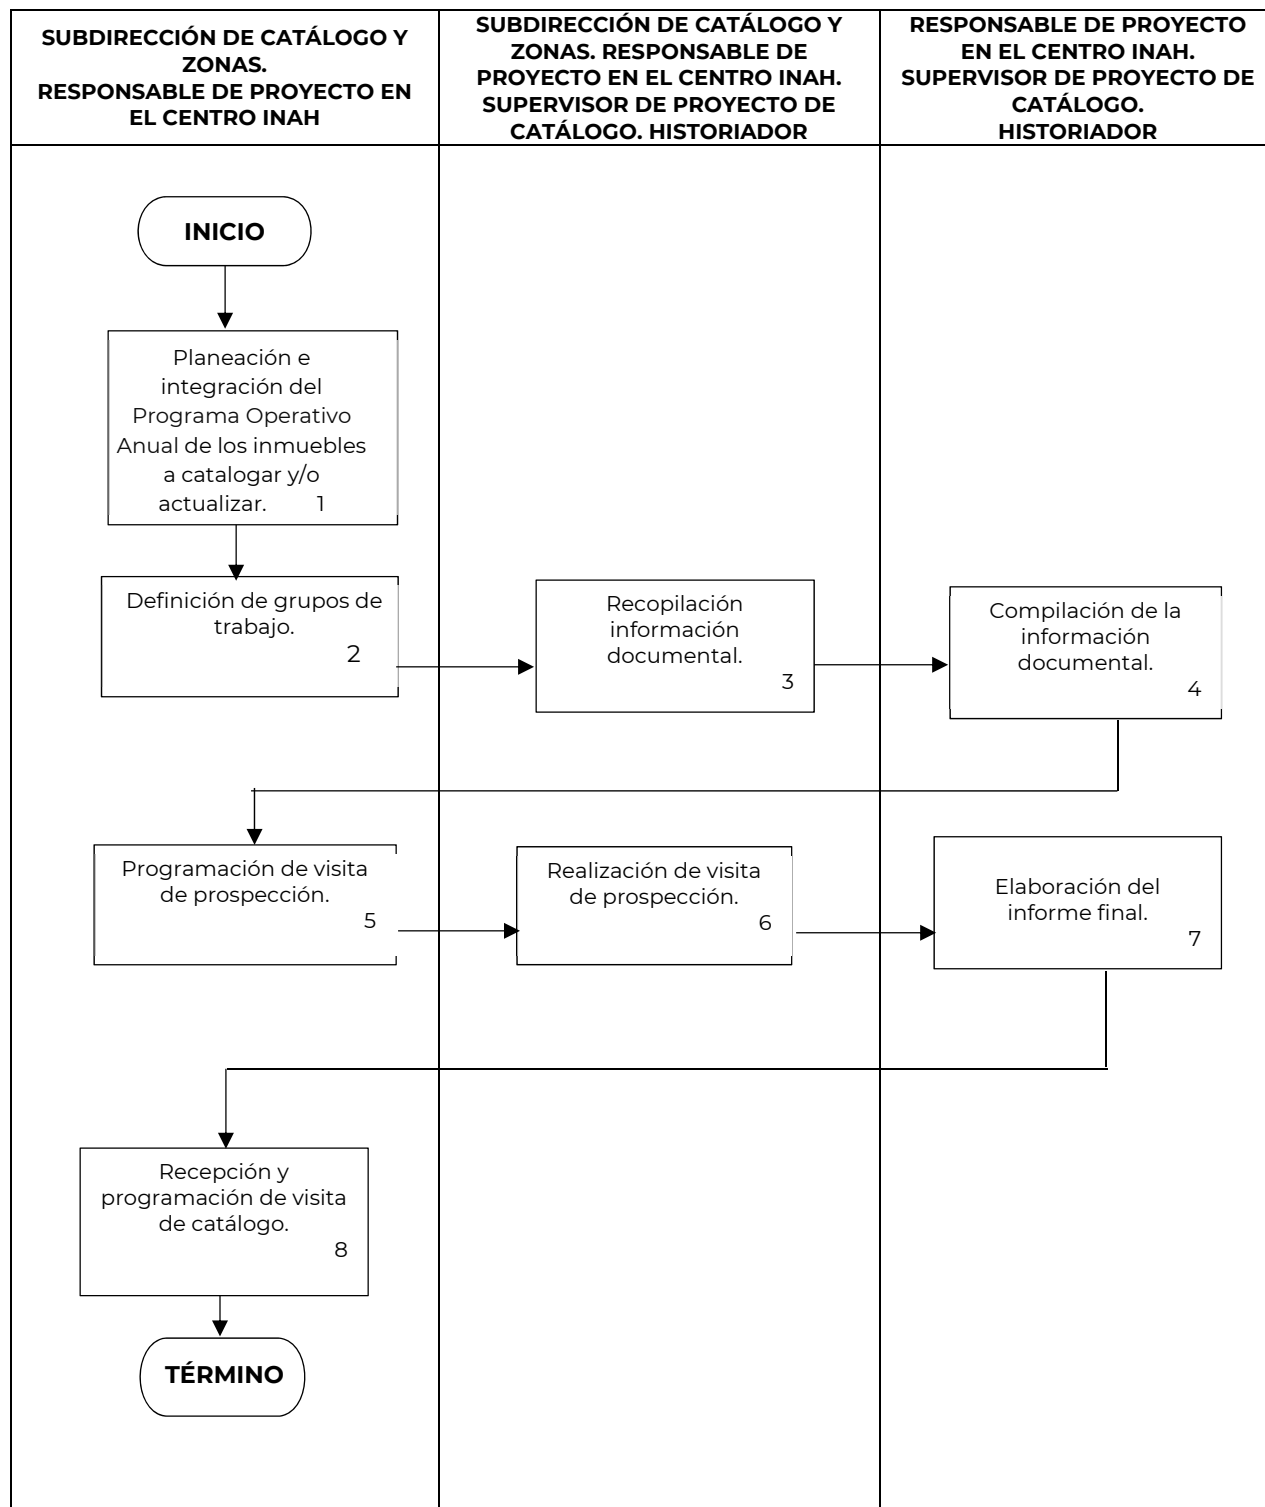 SUBDIRECCIÓN DE CATÁLOGO Y
ZONAS.
RESPONSABLE DE PROYECTO EN
EL CENTRO INAH
SUBDIRECCIÓN DE CATÁLOGO Y
ZONAS. RESPONSABLE DE
PROYECTO EN EL CENTRO INAH.
SUPERVISOR DE PROYECTO DE
CATÁLOGO. HISTORIADOR
RESPONSABLE DE PROYECTO
EN EL CENTRO INAH.
SUPERVISOR DE PROYECTO DE
CATÁLOGO.
HISTORIADOR
INICIO
Planeación e
integración del
Programa Operativo
Anual de los inmuebles
a catalogar y/o
actualizar. 1
Definición de grupos de
trabajo.
2
Recopilación
información
documental.
3
Compilación de la
información
documental.
4
Programación de visita
de prospección.
5
Realización de visita
de prospección.
6
Elaboración del
informe final.
7
Recepción y
programación de visita
de catálogo.
8
TÉRMINO